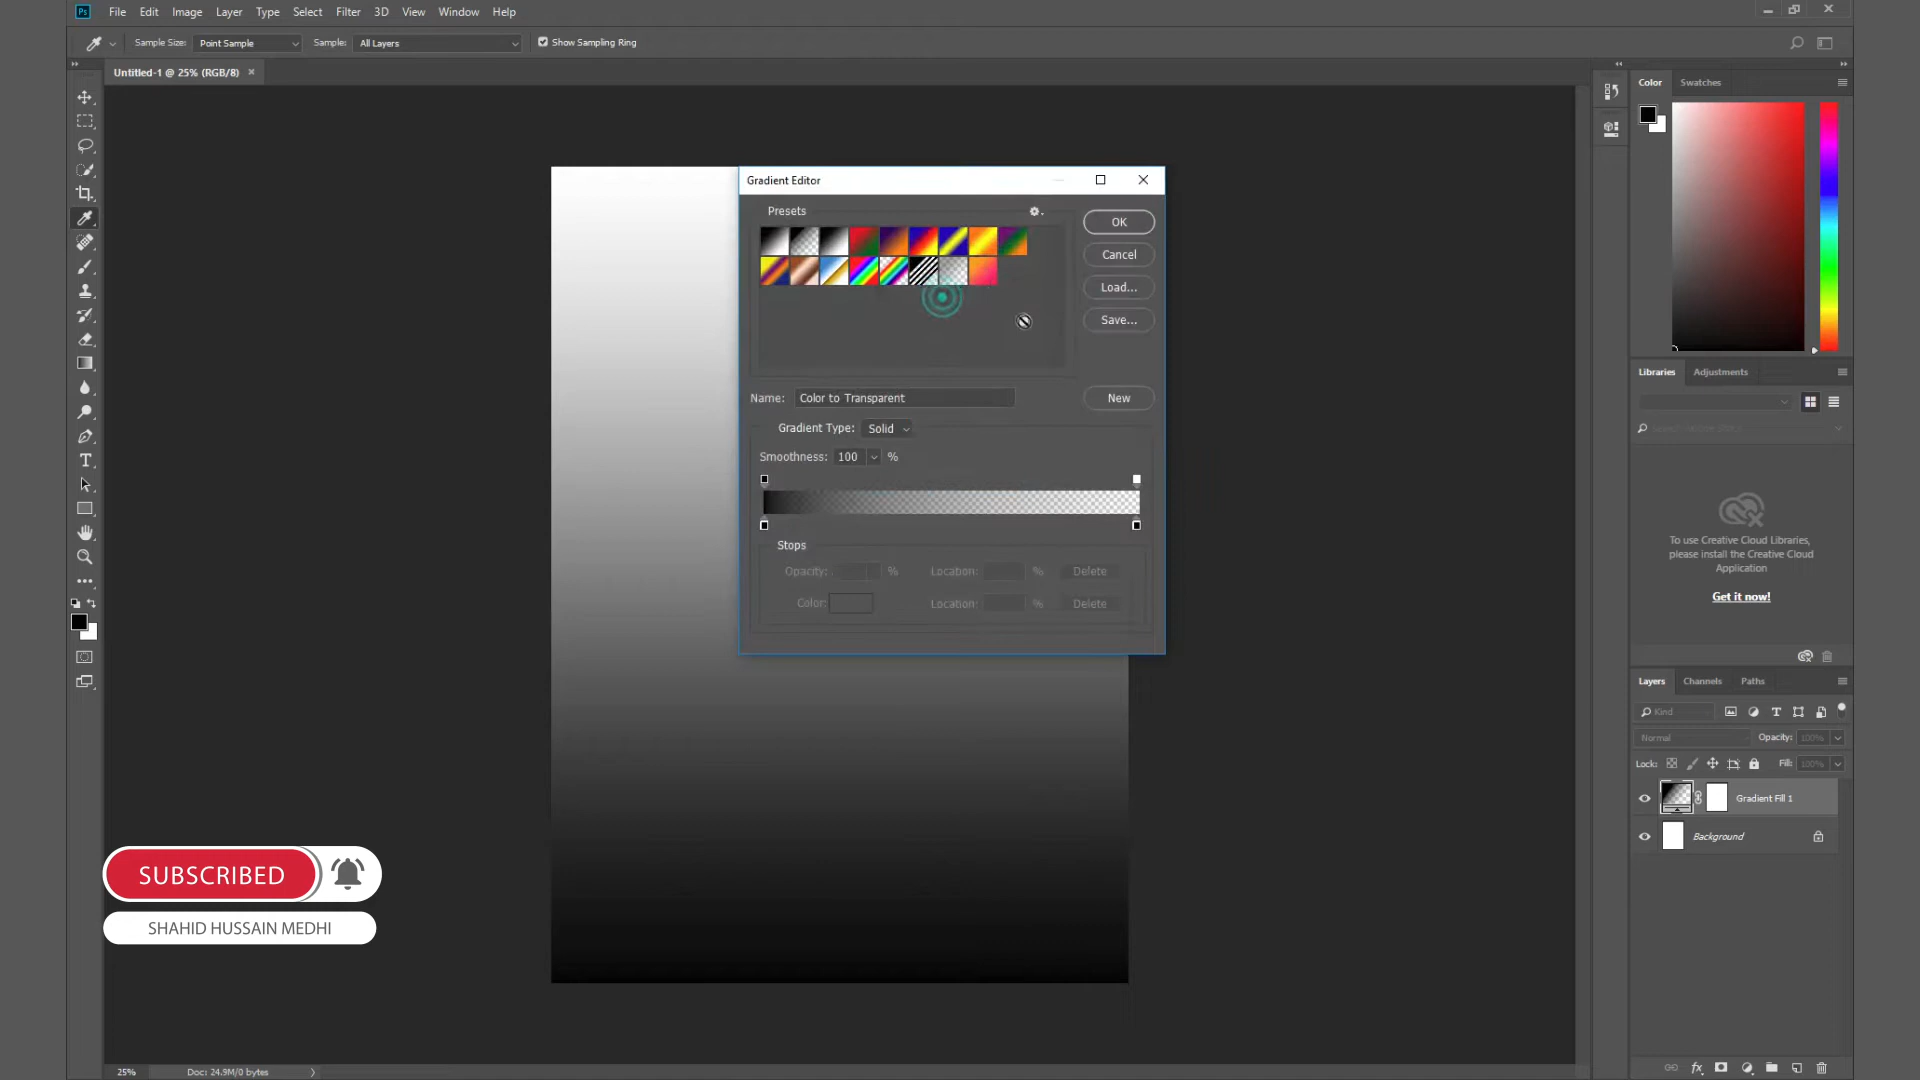 Ps File Edit Image Layer Type Select Filter 3D View Window Help
Sample Size: Point Sample Sample: All Layers Show Sampling Ring
Untitled-1 @ 25% (RGB/8) ×
Color Swatches
Gradient Editor
Presets
OK
Cancel
Load...
Save...
Name: Color to Transparent New
Gradient Type: Solid
Smoothness: 100 %
Stops
Opacity: % Location: % Delete
Color: Location: % Delete
Libraries Adjustments
To use Creative Cloud Libraries,
please install the Creative Cloud
Application
Get it now!
Layers Channels Paths
Kind
Normal Opacity: 100%
Lock: Fill: 100%
Gradient Fill 1
Background
SUBSCRIBED
SHAHID HUSSAIN MEDHI
25% Doc: 24.9M/0 bytes